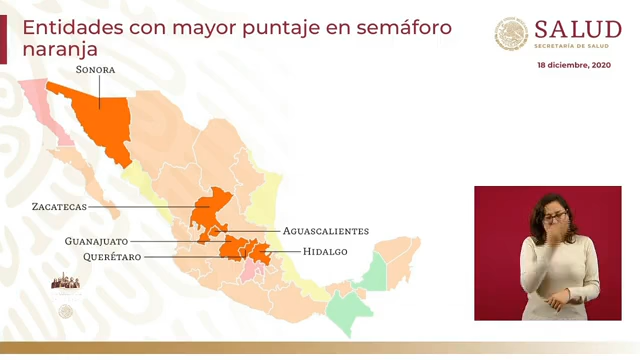 Entidades con mayor puntaje en semáforo
naranja
SALUD
SECRETARÍA DE SALUD
18 diciembre, 2020
SONORA
ZACATECAS
AGUASCALIENTES
GUANAJUATO
HIDALGO
QUERÉTARO